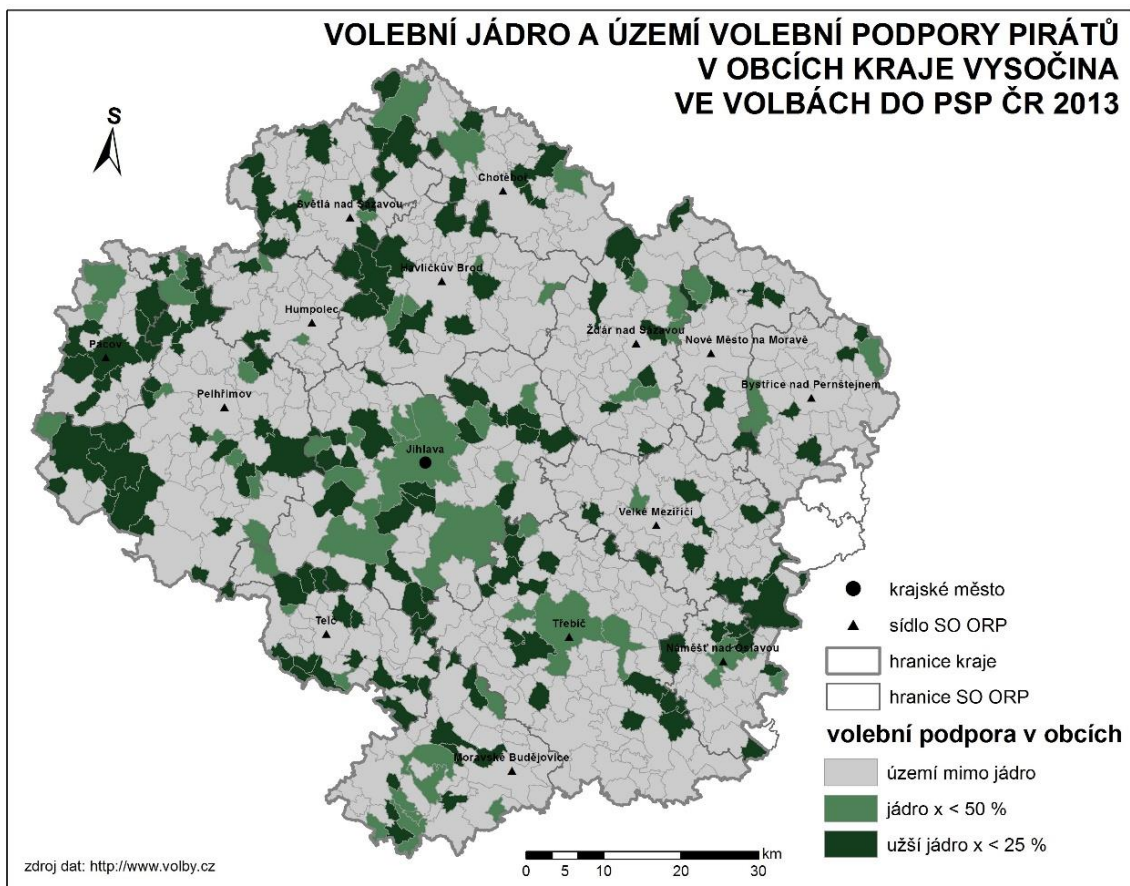 VOLEBNÍ JÁDRO A ÚZEMÍ VOLEBNÍ PODPORY PIRÁTŮ
V OBCÍCH KRAJE VYSOČINA
VE VOLBÁCH DO PSP ČR 2013
S
Chotěboř
Světlá nad Sázavou
Havlíčkův Brod
Humpolec
Žďár nad Sázavou
Nové Město na Moravě
Pacov
Bystřice nad Pernštejnem
Pelhřimov
Jihlava
Velké Meziříčí
Telč
Třebíč
Náměšť nad Oslavou
Moravské Budějovice
krajské město
sídlo SO ORP
hranice kraje
hranice SO ORP
volební podpora v obcích
území mimo jádro
jádro x < 50 %
užší jádro x < 25 %
km
0 5 10 20 30
zdroj dat: http://www.volby.cz